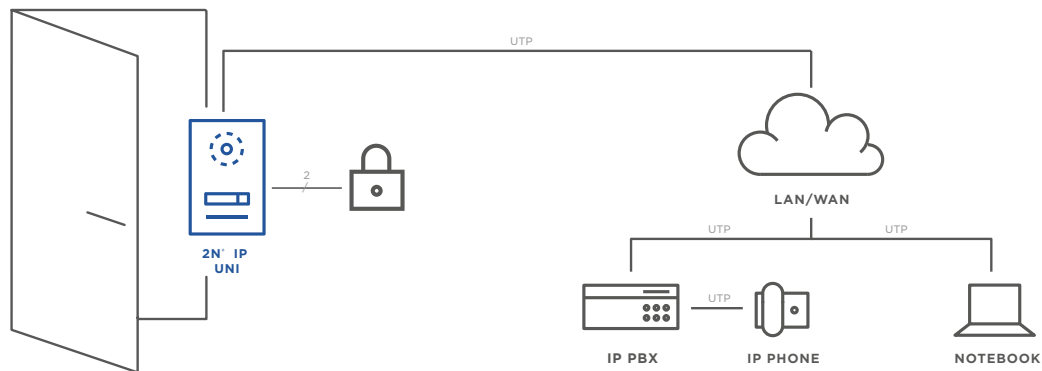 UTP
2
2N° IP
UNI
LAN/WAN
UTP
UTP
UTP
IP PBX
IP PHONE
NOTEBOOK